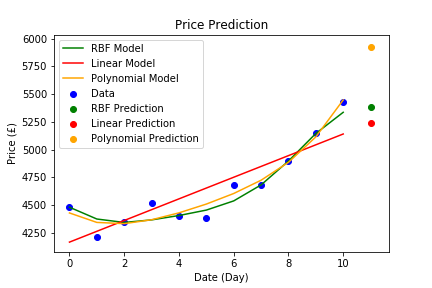 Price Prediction
6000
5750
5500
5250
5000
4750
4500
4250
Price (£)
RBF Model
Linear Model
Polynomial Model
Data
RBF Prediction
Linear Prediction
Polynomial Prediction
0 2 4 6 8 10
Date (Day)